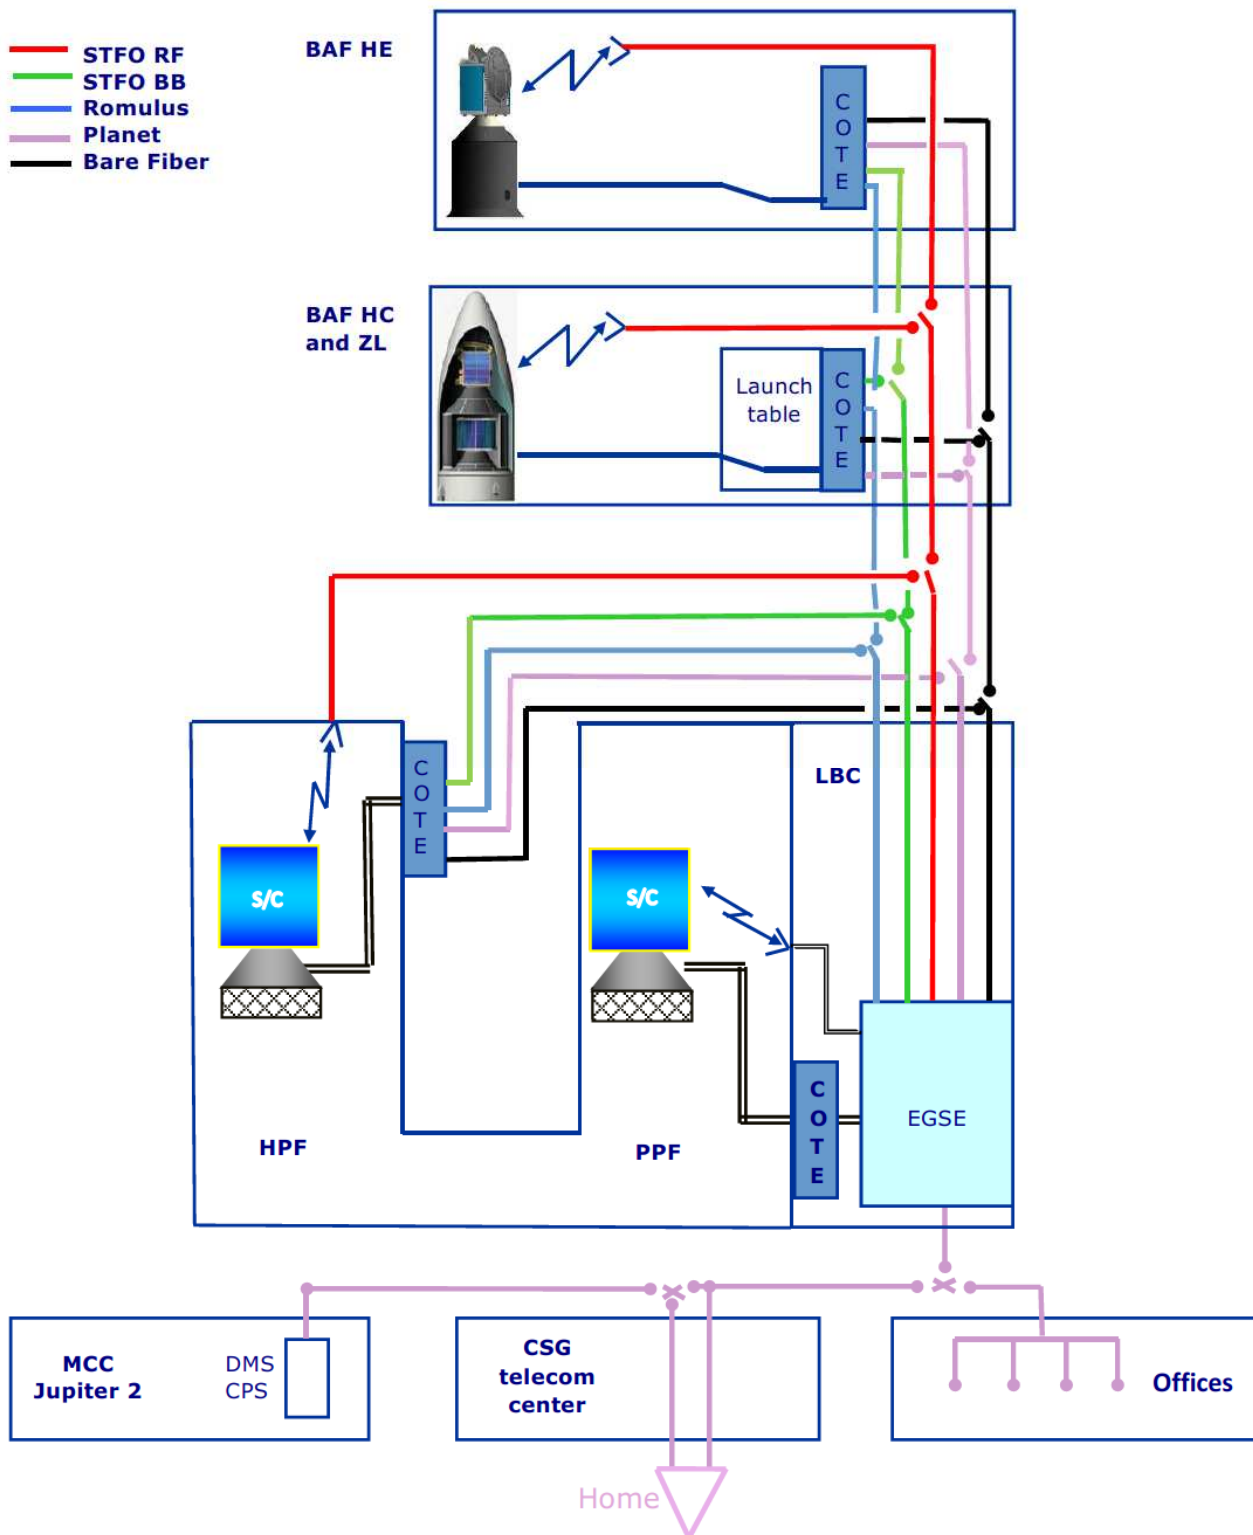 STFO RF
STFO BB
Romulus
Planet
Bare Fiber
BAF HE
C
O
T
E
BAF HC
and ZL
Launch
table
C
O
T
E
C
O
T
E
LBC
S/C
S/C
C
O
T
E
EGSE
HPF
PPF
MCC
Jupiter 2
DMS
CPS
CSG
telecom
center
Offices
Home